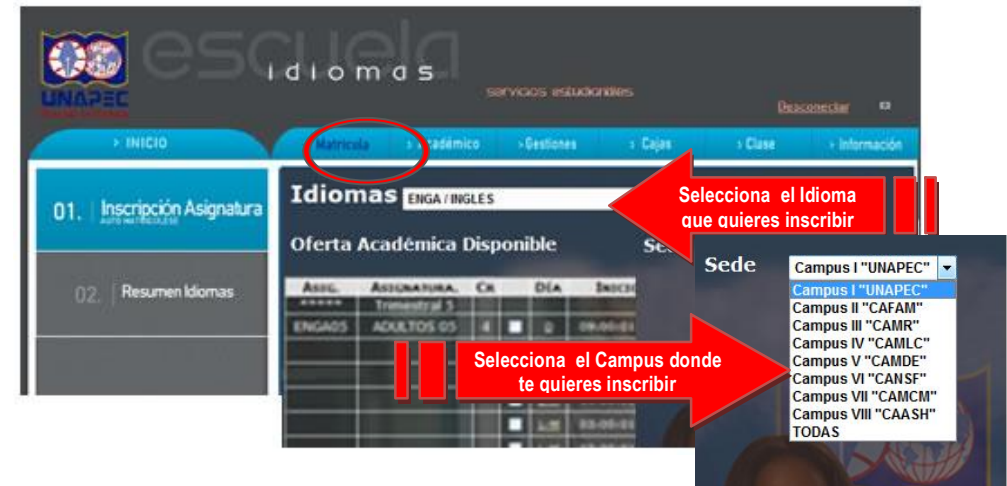 escuela
idiomas
UNAPEC
servicios estudiantiles
Desconectar
> INICIO
Matricula
> Académico
> Gestiones
> Cajas
> Clase
> Información
01. Inscripción Asignatura
02. Resumen Idiomas
Idiomas ENGA / INGLES
Selecciona el Idioma
que quieres inscribir
Oferta Académica Disponible
Sede
Campus I "UNAPEC"
Campus I "UNAPEC"
Campus II "CAFAM"
Campus III "CAMR"
Campus IV "CAMLC"
Campus V "CAMDE"
Campus VI "CANSF"
Campus VII "CAMCM"
Campus VIII "CAASH"
TODAS
ASIG. ASIGNATURA. CR DÍA INICIO
***** Trimestral 5
ENGA05 ADULTOS 05 4
Selecciona el Campus donde
te quieres inscribir